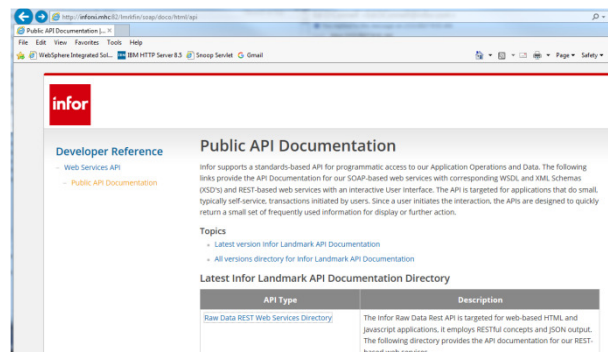 http://inforxi.mhc:82/lmrkfin/soap/docs/html/api
Public API Documentation |...
File Edit View Favorites Tools Help
WebSphere Integrated Sol... IBM HTTP Server 8.5 Snoop Servlet G Gmail Page Safety
infor
Developer Reference
Web Services API
Public API Documentation
Public API Documentation
Infor supports a standards-based API for programmatic access to our Application Operations and Data. The following
links provide the API Documentation for our SOAP-based web services with corresponding WSDL and XML Schemas
(XSD's) and REST-based web services with an interactive User Interface. The API is targeted for applications that do small,
typically self-service, transactions initiated by users. Since a user initiates the interaction, the APIs are designed to quickly
return a small set of frequently used information for display or further action.
Topics
Latest version Infor Landmark API Documentation
All versions directory for Infor Landmark API Documentation
Latest Infor Landmark API Documentation Directory
API Type Description
Raw Data REST Web Services Directory
The Infor Raw Data Rest API is targeted for web-based HTML and
Javascript applications, it employs RESTful concepts and JSON output.
The following directory provides the API documentation for our REST-
based web services